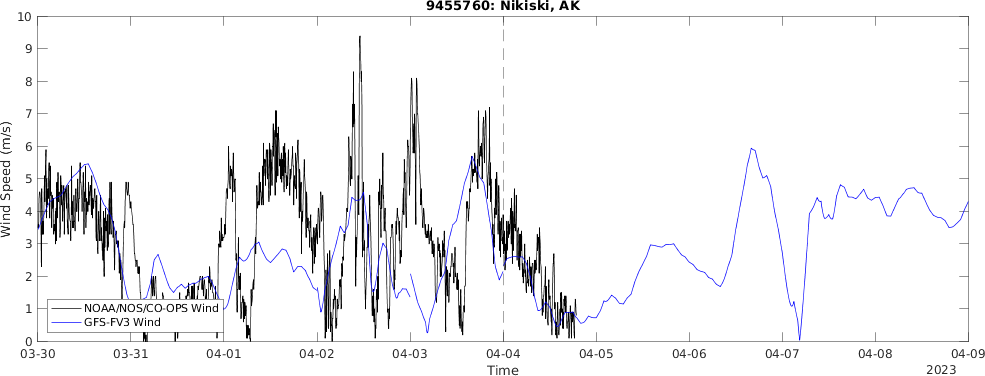 9455760: Nikiski, AK
10
9
8
7
6
5
4
3
2
1
0
Wind Speed (m/s)
NOAA/NOS/CO-OPS Wind
GFS-FV3 Wind
03-30 03-31 04-01 04-02 04-03 04-04 04-05 04-06 04-07 04-08 04-09
Time
2023